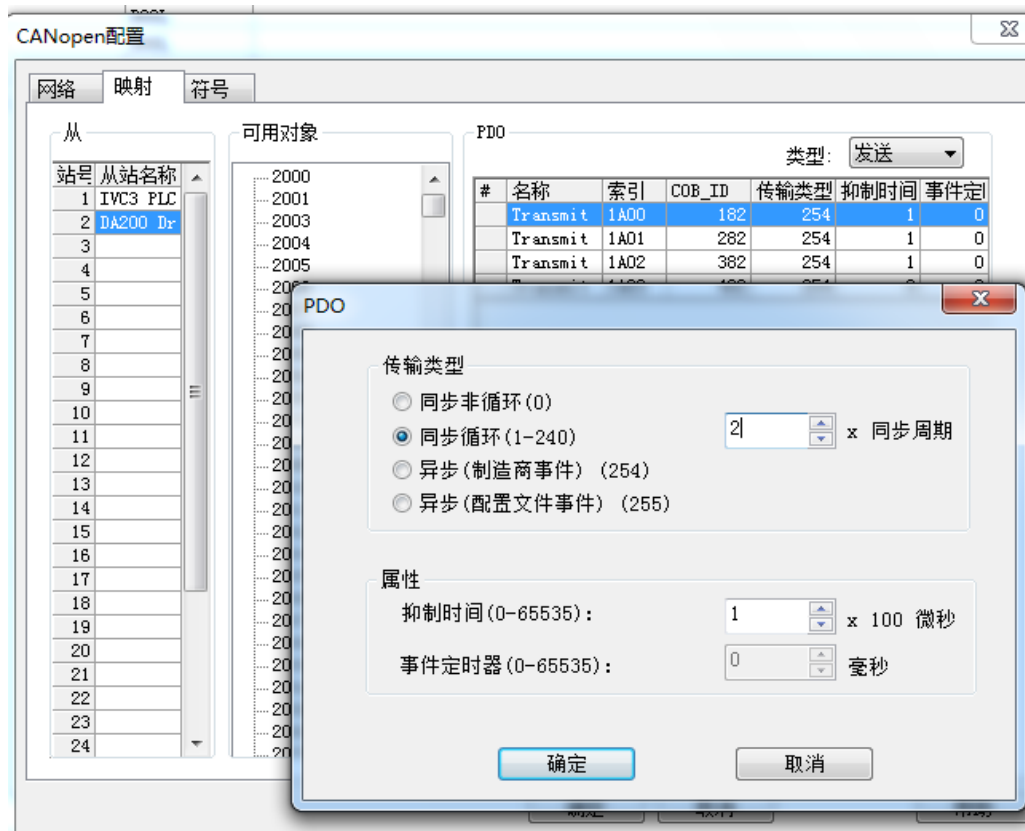 CANopen配置
网络 映射 符号
从
站号 从站名称
1 IVC3 PLC
2 DA200 Dr
3
4
5
6
7
8
9
10
11
12
13
14
15
16
17
18
19
20
21
22
23
24
可用对象
2000
2001
2003
2004
2005
PDO
类型: 发送
# 名称 索引 COB_ID 传输类型 抑制时间 事件定
Transmit 1A00 182 254 1 0
Transmit 1A01 282 254 1 0
Transmit 1A02 382 254 1 0
PDO
传输类型
同步非循环(0)
同步循环(1-240) 2 x 同步周期
异步(制造商事件) (254)
异步(配置文件事件) (255)
属性
抑制时间(0-65535): 1 x 100 微秒
事件定时器(0-65535): 0 毫秒
确定 取消